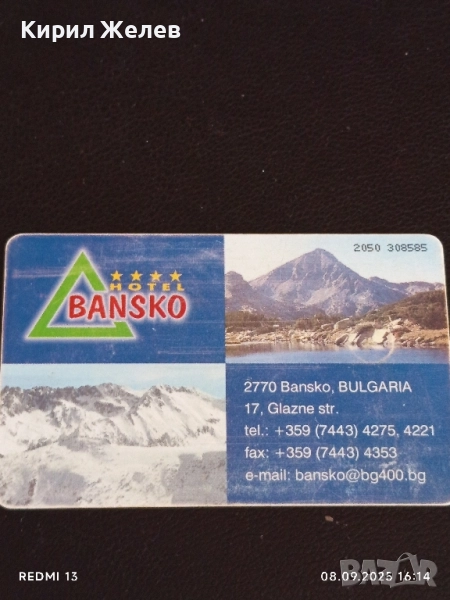 Кирил Желев
2050 308585
HOTEL
BANSKO
2770 Bansko, BULGARIA
17, Glazne str.
tel.: +359 (7443) 4275, 4221
fax: +359 (7443) 4353
e-mail: bansko@bg400.bg
BAZAR
REDMI 13
08.09.2025 16:14